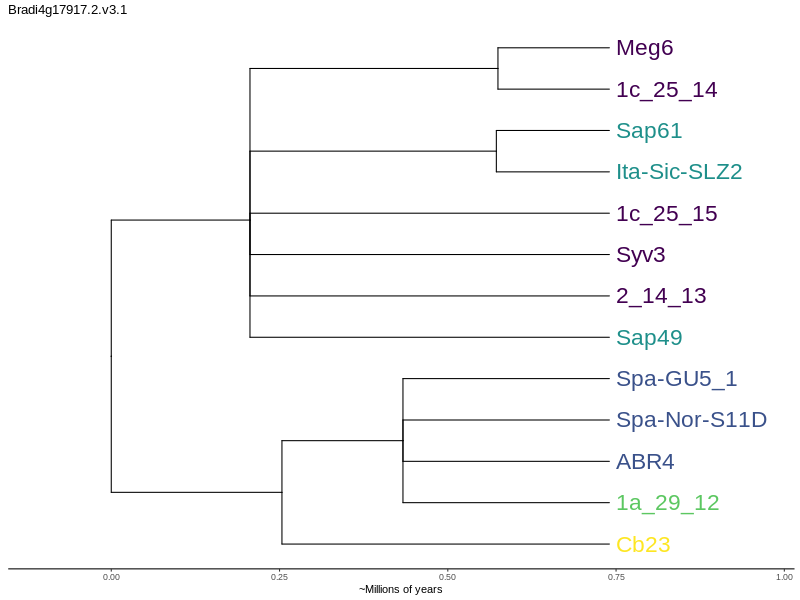 Bradi4g17917.2.v3.1
Meg6
1c_25_14
Sap61
Ita-Sic-SLZ2
1c_25_15
Syv3
2_14_13
Sap49
Spa-GU5_1
Spa-Nor-S11D
ABR4
1a_29_12
Cb23
0.00 0.25 0.50 0.75 1.00
~Millions of years